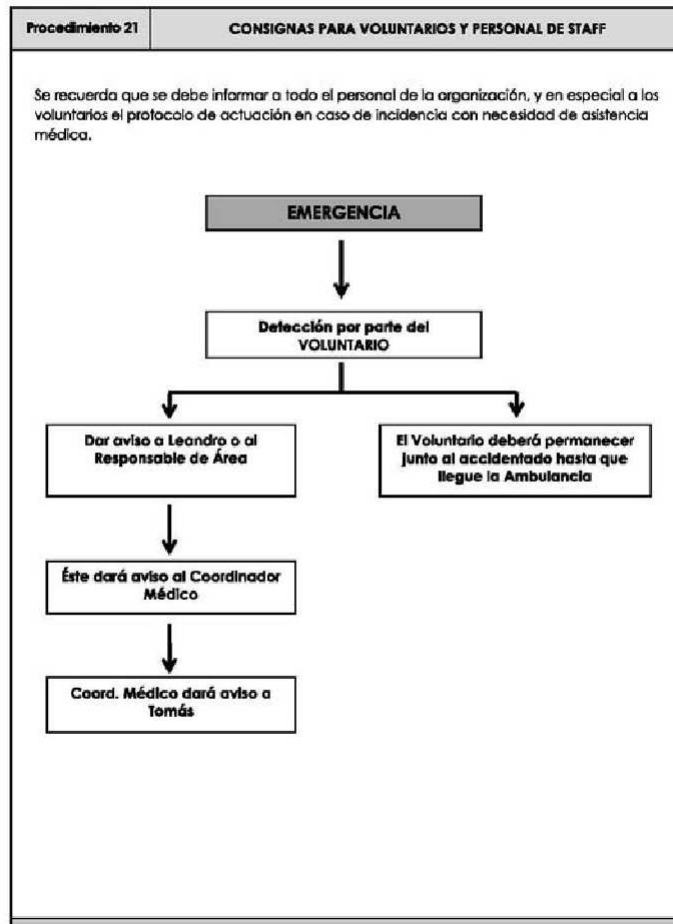 Procedimiento 21
CONSIGNAS PARA VOLUNTARIOS Y PERSONAL DE STAFF
Se recuerda que se debe informar a todo el personal de la organización, y en especial a los
voluntarios el protocolo de actuación en caso de incidencia con necesidad de asistencia
médica.
EMERGENCIA
Detección por parte del
VOLUNTARIO
Dar aviso a Leandro o al
Responsable de Área
El Voluntario deberá permanecer
junto al accidentado hasta que
llegue la Ambulancia
Éste dará aviso al Coordinador
Médico
Coord. Médico dará aviso a
Tomás